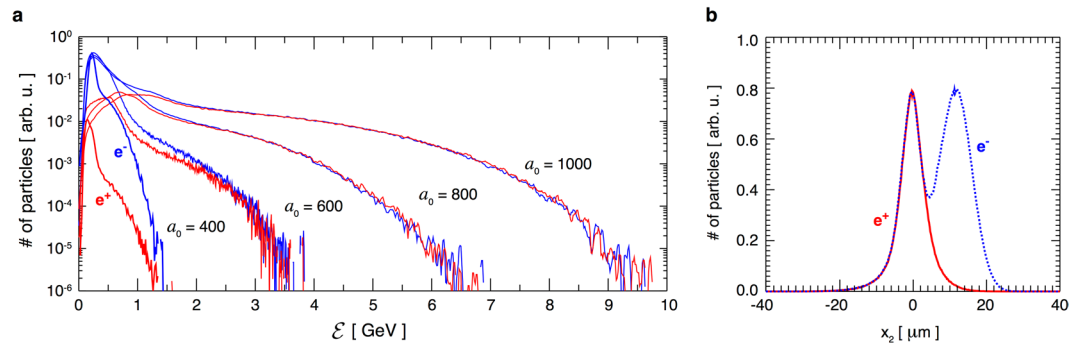 a
# of particles [ arb. u. ]
10⁰
10⁻¹
10⁻²
10⁻³
10⁻⁴
10⁻⁵
10⁻⁶
e⁻
e⁺
a₀ = 400
a₀ = 600
a₀ = 800
a₀ = 1000
0 1 2 3 4 5 6 7 8 9 10
ℰ [ GeV ]
b
# of particles [ arb. u. ]
1.0
0.8
0.6
0.4
0.2
0.0
e⁺
e⁻
-40 -20 0 20 40
x₂ [ μm ]